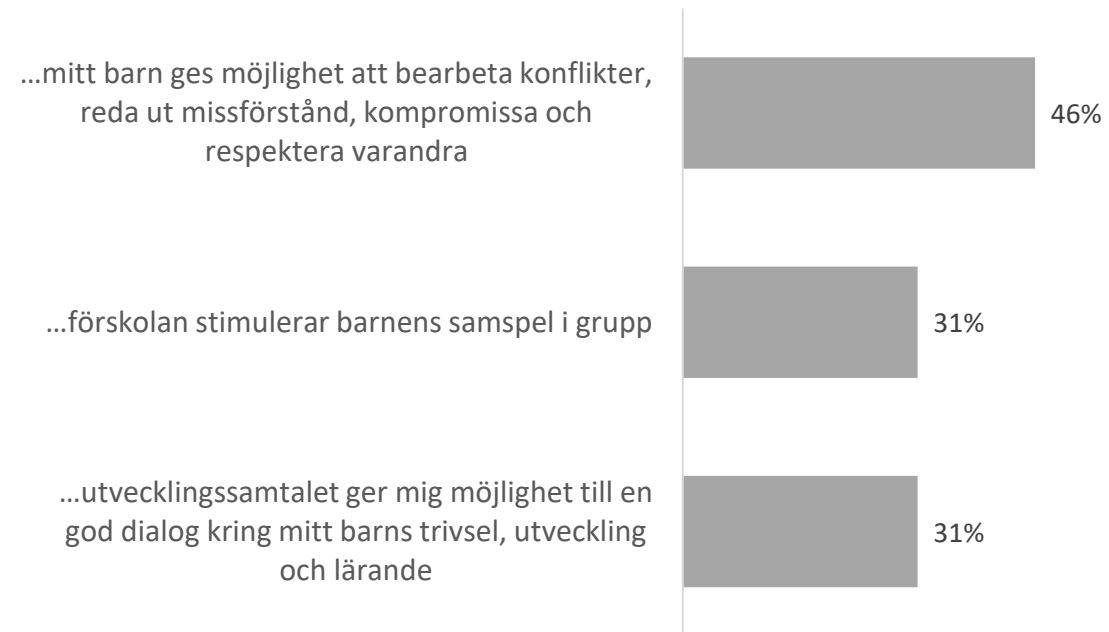 ...mitt barn ges möjlighet att bearbeta konflikter,
reda ut missförstånd, kompromissa och
respektera varandra
46%
...förskolan stimulerar barnens samspel i grupp
31%
...utvecklingssamtalet ger mig möjlighet till en
god dialog kring mitt barns trivsel, utveckling
och lärande
31%